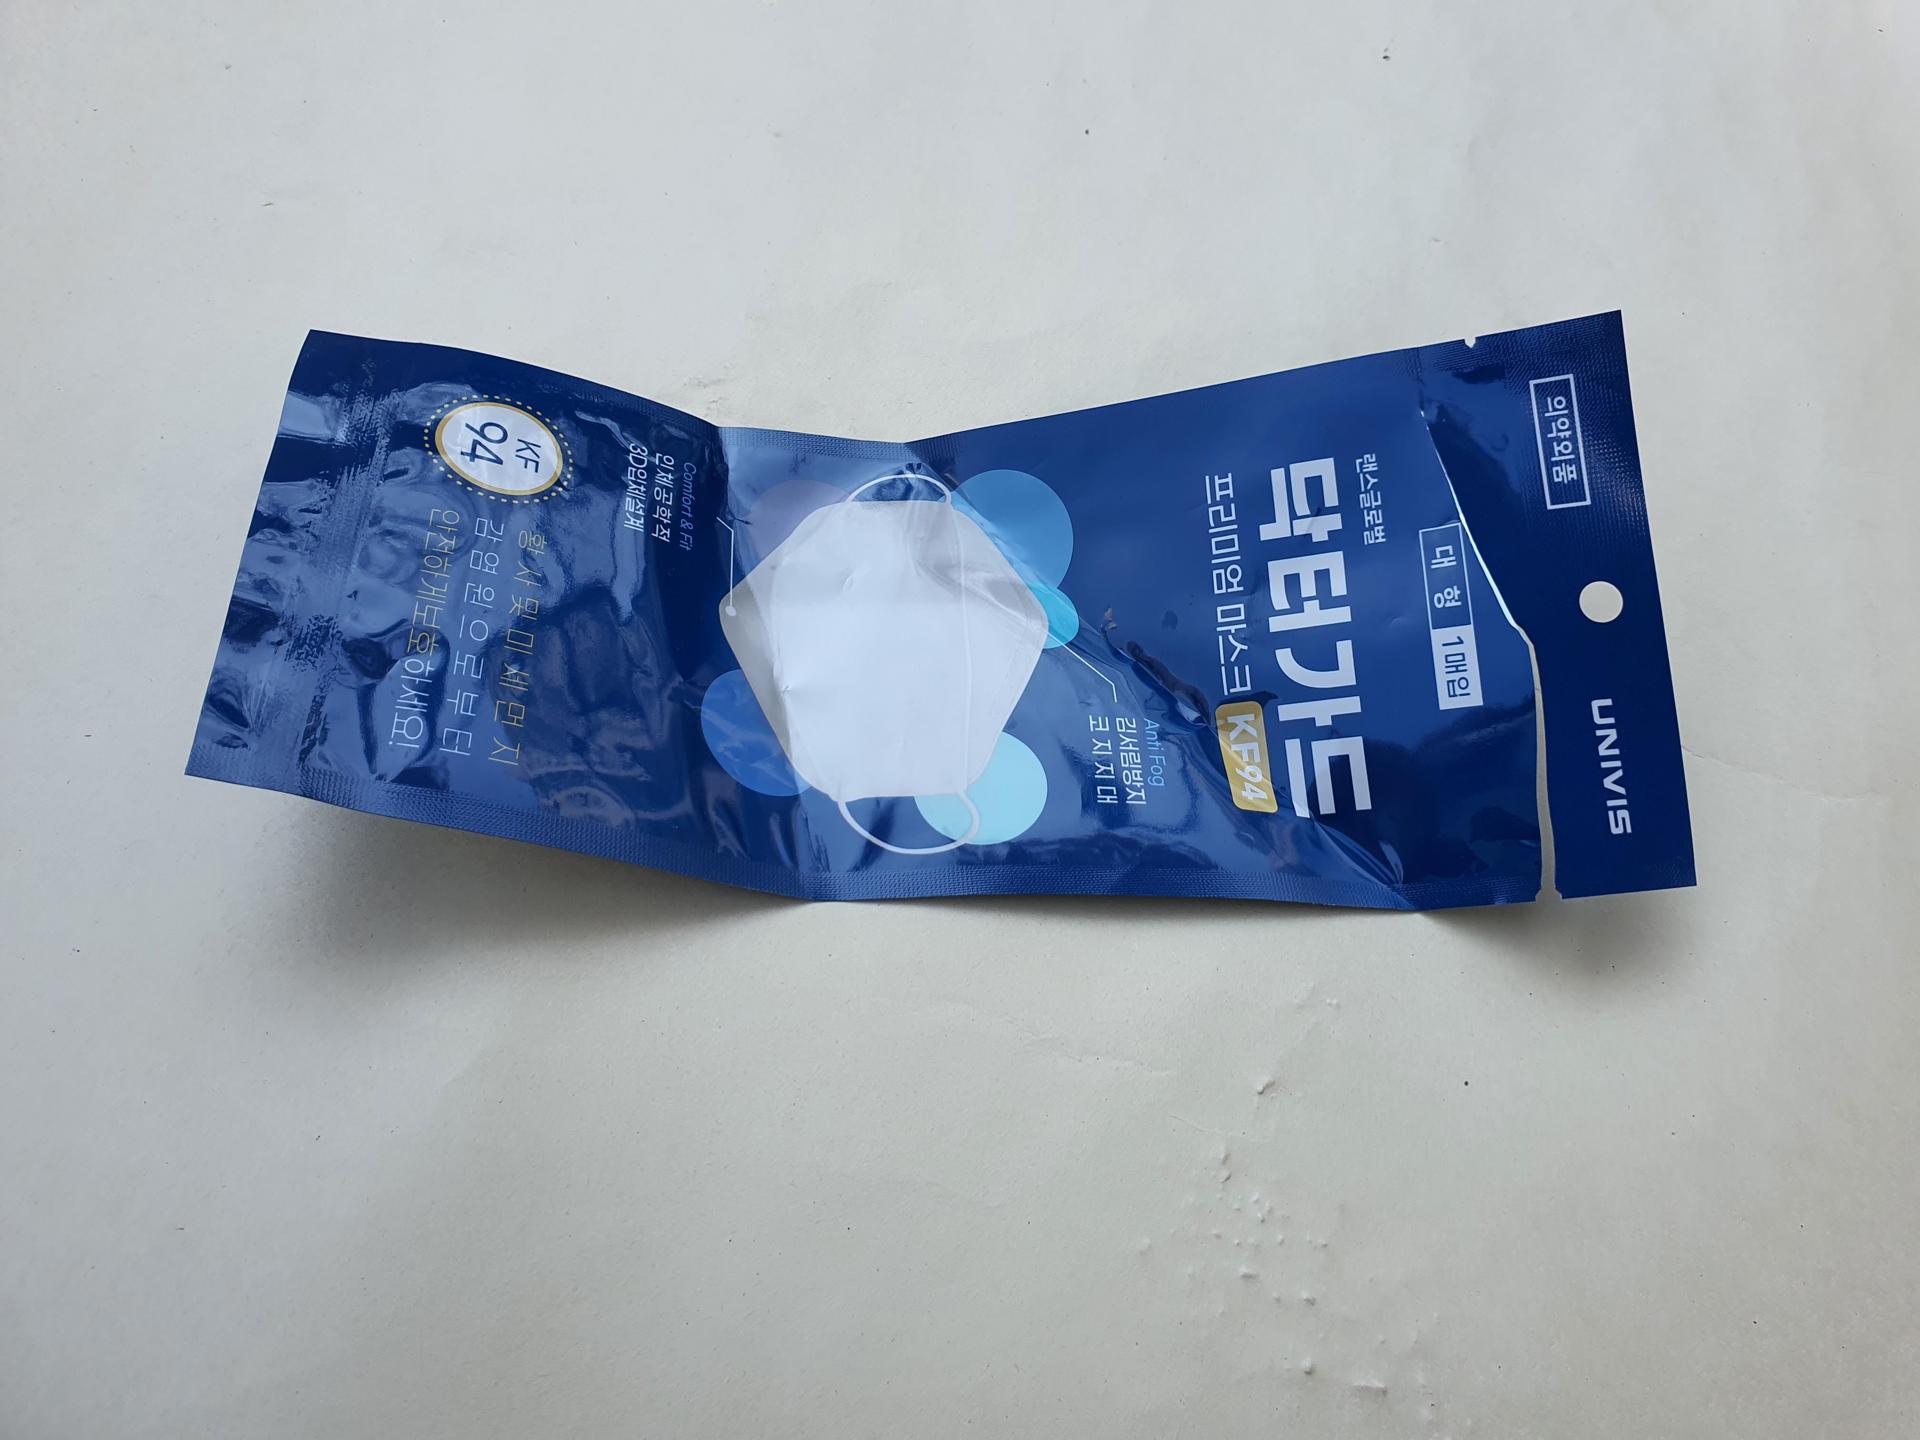 의약외품
UNIVIS
대형 1매입
랜스글로벌
닥터가드
프리미엄 마스크 KF94
Anti Fog
김서림방지
코지지대
Comfort & Fit
인체공학적
3D입체설계
KF
94
황사 및 미세먼지
감염원으로부터
안전하게보호하세요!